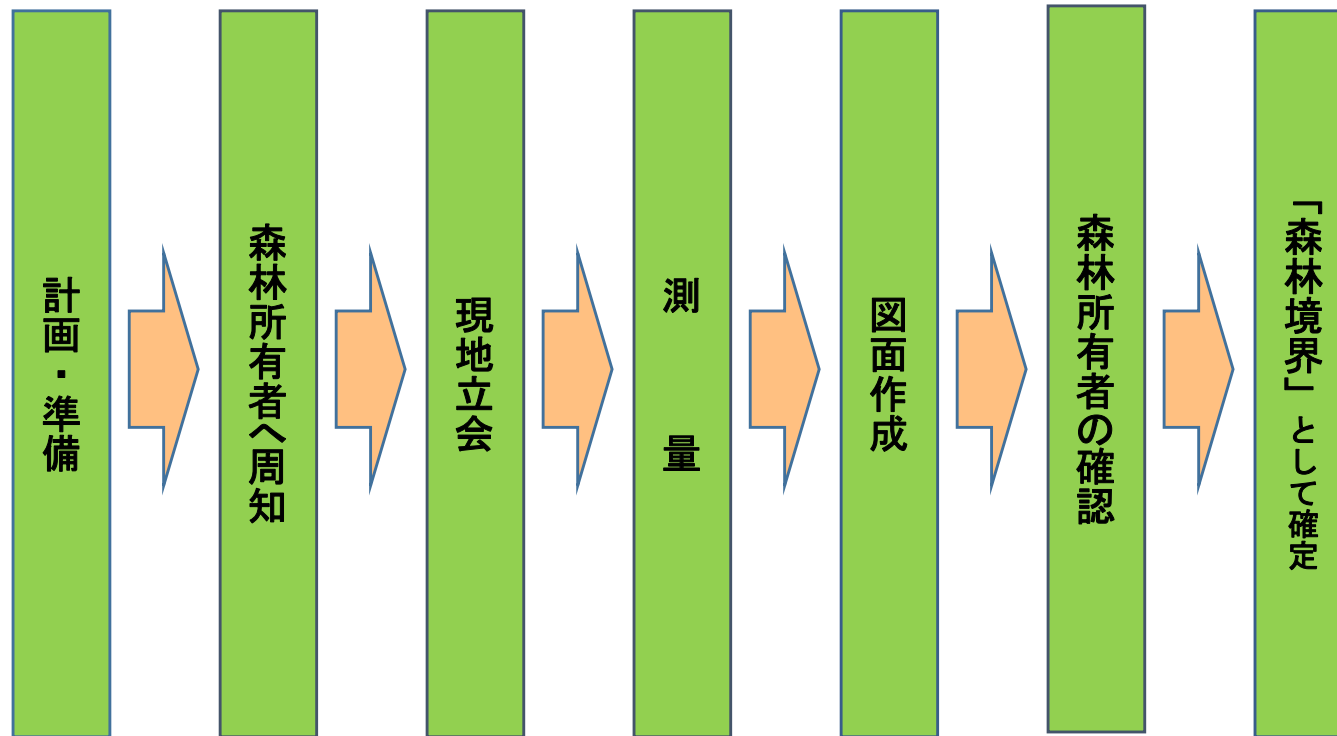 計画・準備
森林所有者へ周知
現地立会
測量
図面作成
森林所有者の確認
「森林境界」として確定